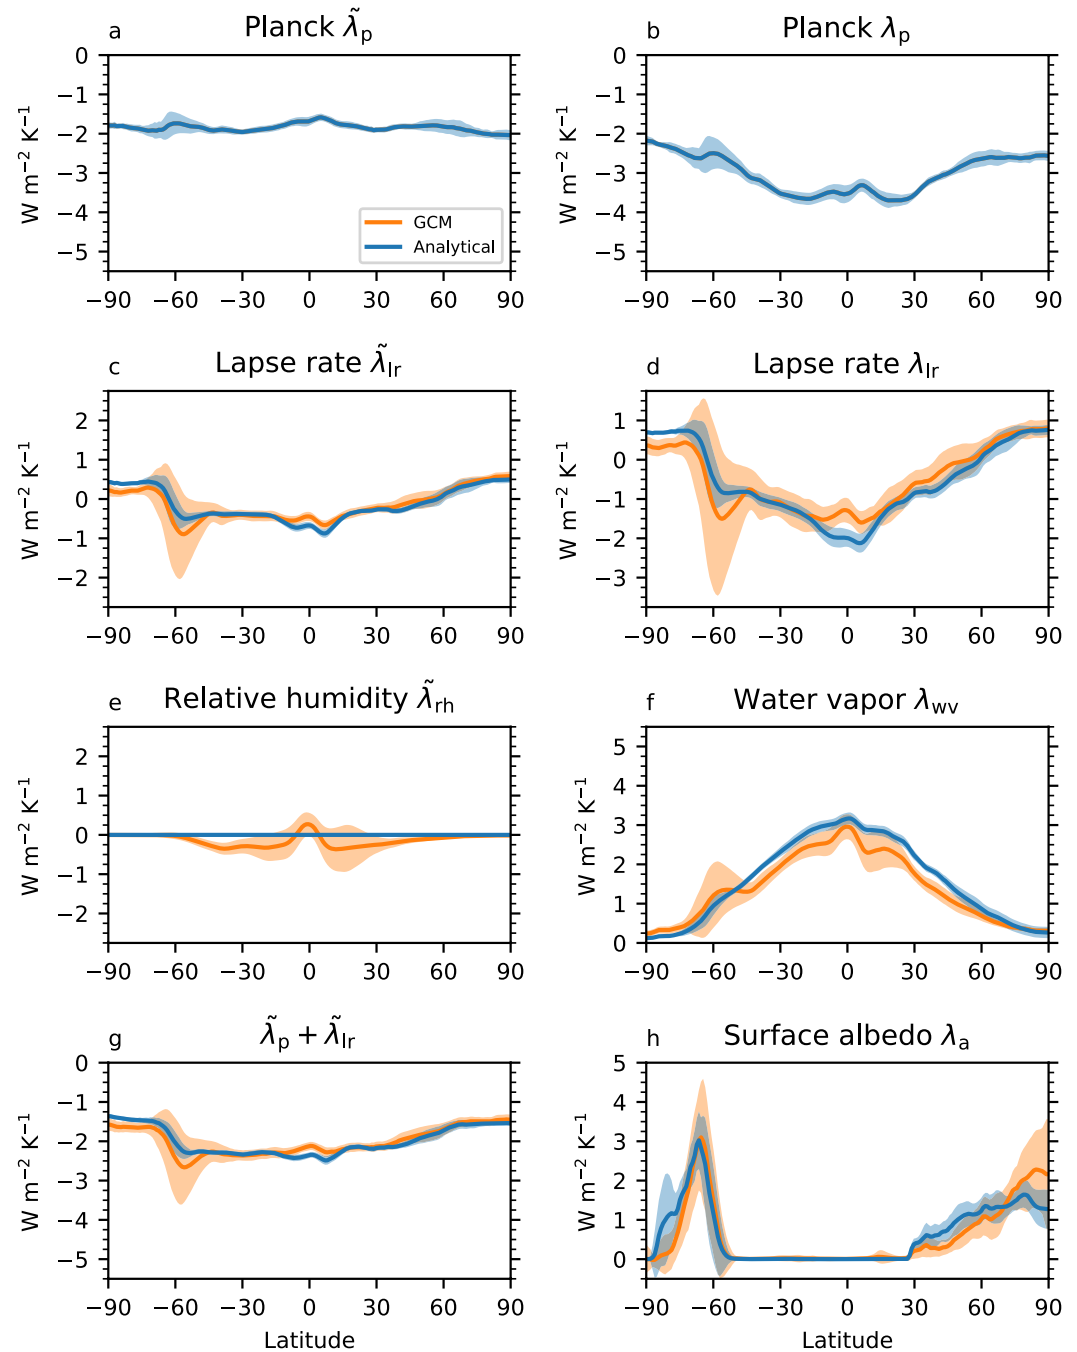 a Planck λ̃p
0
−1
−2
−3
−4
−5
W m−2 K−1
GCM
Analytical
−90 −60 −30 0 30 60 90
b Planck λp
0
−1
−2
−3
−4
−5
W m−2 K−1
−90 −60 −30 0 30 60 90
c Lapse rate λ̃lr
2
1
0
−1
−2
W m−2 K−1
−90 −60 −30 0 30 60 90
d Lapse rate λlr
1
0
−1
−2
−3
W m−2 K−1
−90 −60 −30 0 30 60 90
e Relative humidity λ̃rh
2
1
0
−1
−2
W m−2 K−1
−90 −60 −30 0 30 60 90
f Water vapor λwv
5
4
3
2
1
0
W m−2 K−1
−90 −60 −30 0 30 60 90
g λ̃p + λ̃lr
0
−1
−2
−3
−4
−5
W m−2 K−1
−90 −60 −30 0 30 60 90
Latitude
h Surface albedo λa
5
4
3
2
1
0
W m−2 K−1
−90 −60 −30 0 30 60 90
Latitude